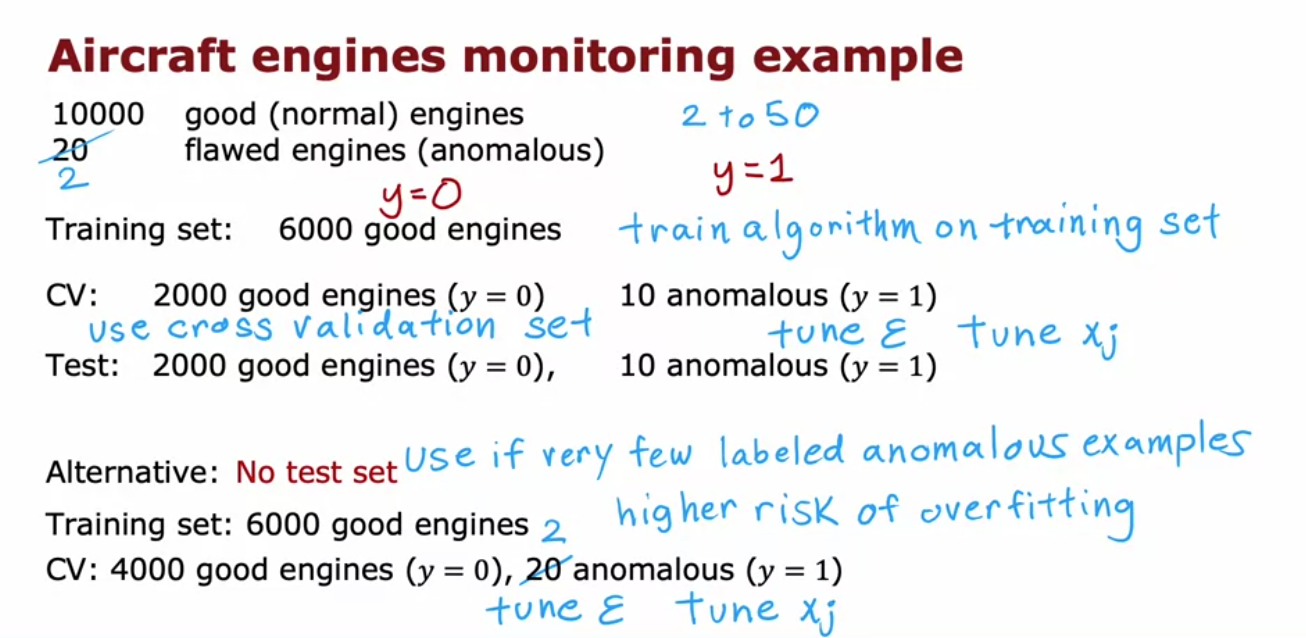 Aircraft engines monitoring example
10000 good (normal) engines 2 to 50
20 flawed engines (anomalous)
2 y=0 y=1
Training set: 6000 good engines train algorithm on training set
CV: 2000 good engines (y = 0) 10 anomalous (y = 1)
use cross validation set tune ε tune xj
Test: 2000 good engines (y = 0), 10 anomalous (y = 1)
Alternative: No test set use if very few labeled anomalous examples
higher risk of overfitting
Training set: 6000 good engines 2
CV: 4000 good engines (y = 0), 20 anomalous (y = 1)
tune ε tune xj